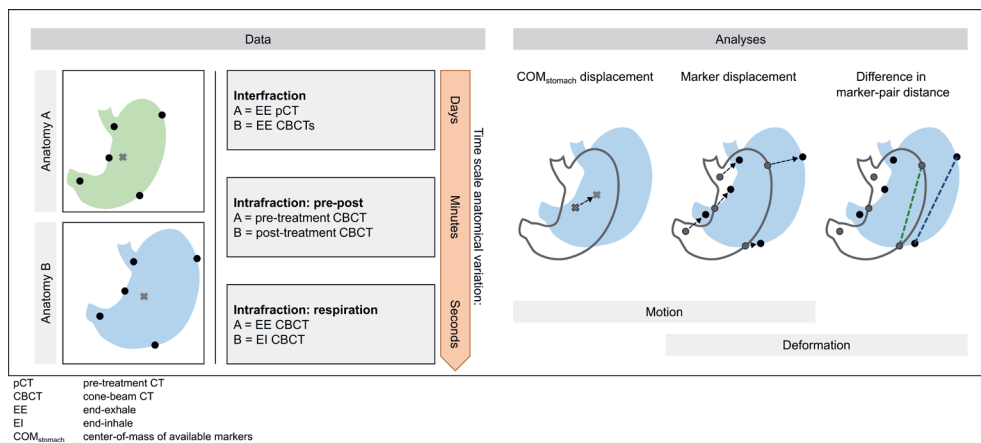 Data
Analyses
Anatomy A
Anatomy B
Interfraction
A = EE pCT
B = EE CBCTs
Intrafraction: pre-post
A = pre-treatment CBCT
B = post-treatment CBCT
Intrafraction: respiration
A = EE CBCT
B = EI CBCT
Days
Minutes
Seconds
Time scale anatomical variation:
COMstomach displacement
Marker displacement
Difference in
marker-pair distance
Motion
Deformation
pCT pre-treatment CT
CBCT cone-beam CT
EE end-exhale
EI end-inhale
COMstomach center-of-mass of available markers